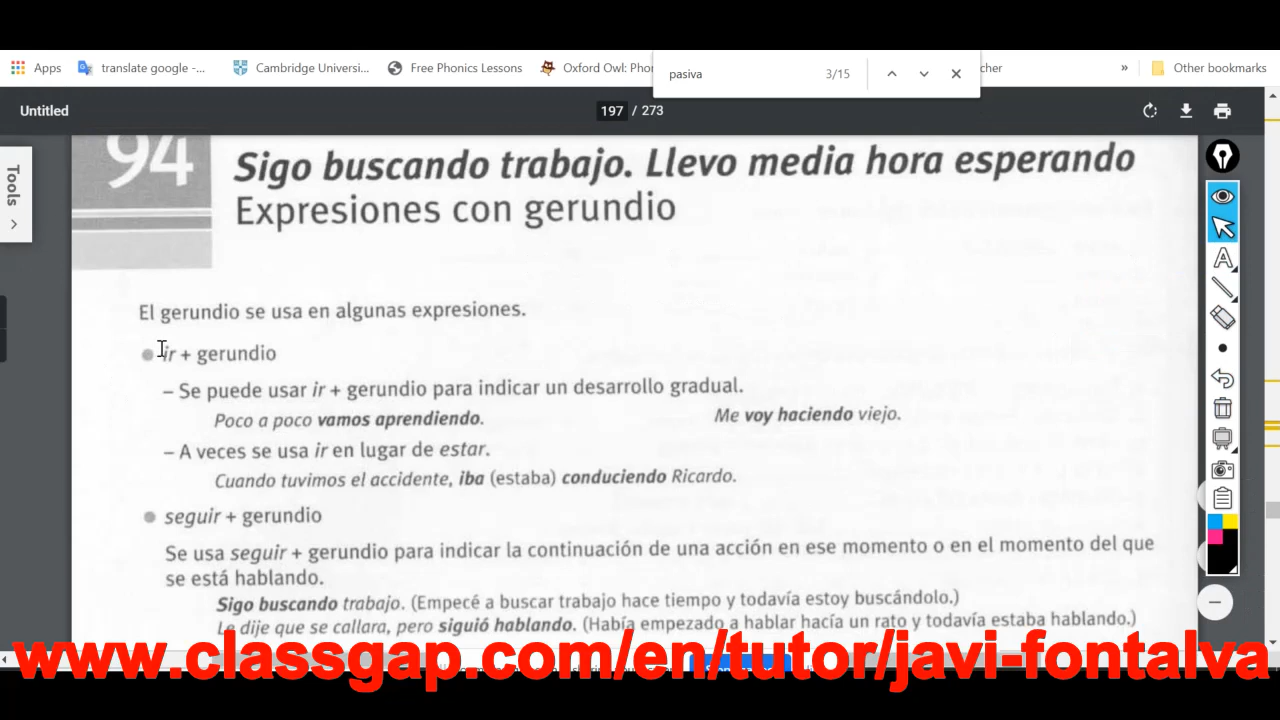 Apps
translate google -...
Cambridge Universi...
Free Phonics Lessons
Oxford Owl: Phon
pasiva
3/15
cher
»
Other bookmarks
Untitled
197 / 273
Tools
94
Sigo buscando trabajo. Llevo media hora esperando
Expresiones con gerundio
El gerundio se usa en algunas expresiones.
ir + gerundio
– Se puede usar ir + gerundio para indicar un desarrollo gradual.
Poco a poco vamos aprendiendo.
Me voy haciendo viejo.
– A veces se usa ir en lugar de estar.
Cuando tuvimos el accidente, iba (estaba) conduciendo Ricardo.
seguir + gerundio
Se usa seguir + gerundio para indicar la continuación de una acción en ese momento o en el momento del que
se está hablando.
Sigo buscando trabajo. (Empecé a buscar trabajo hace tiempo y todavía estoy buscándolo.)
Le dije que se callara, pero siguió hablando. (Había empezado a hablar hacía un rato y todavía estaba hablando.)
www.classgap.com/en/tutor/javi-fontalva